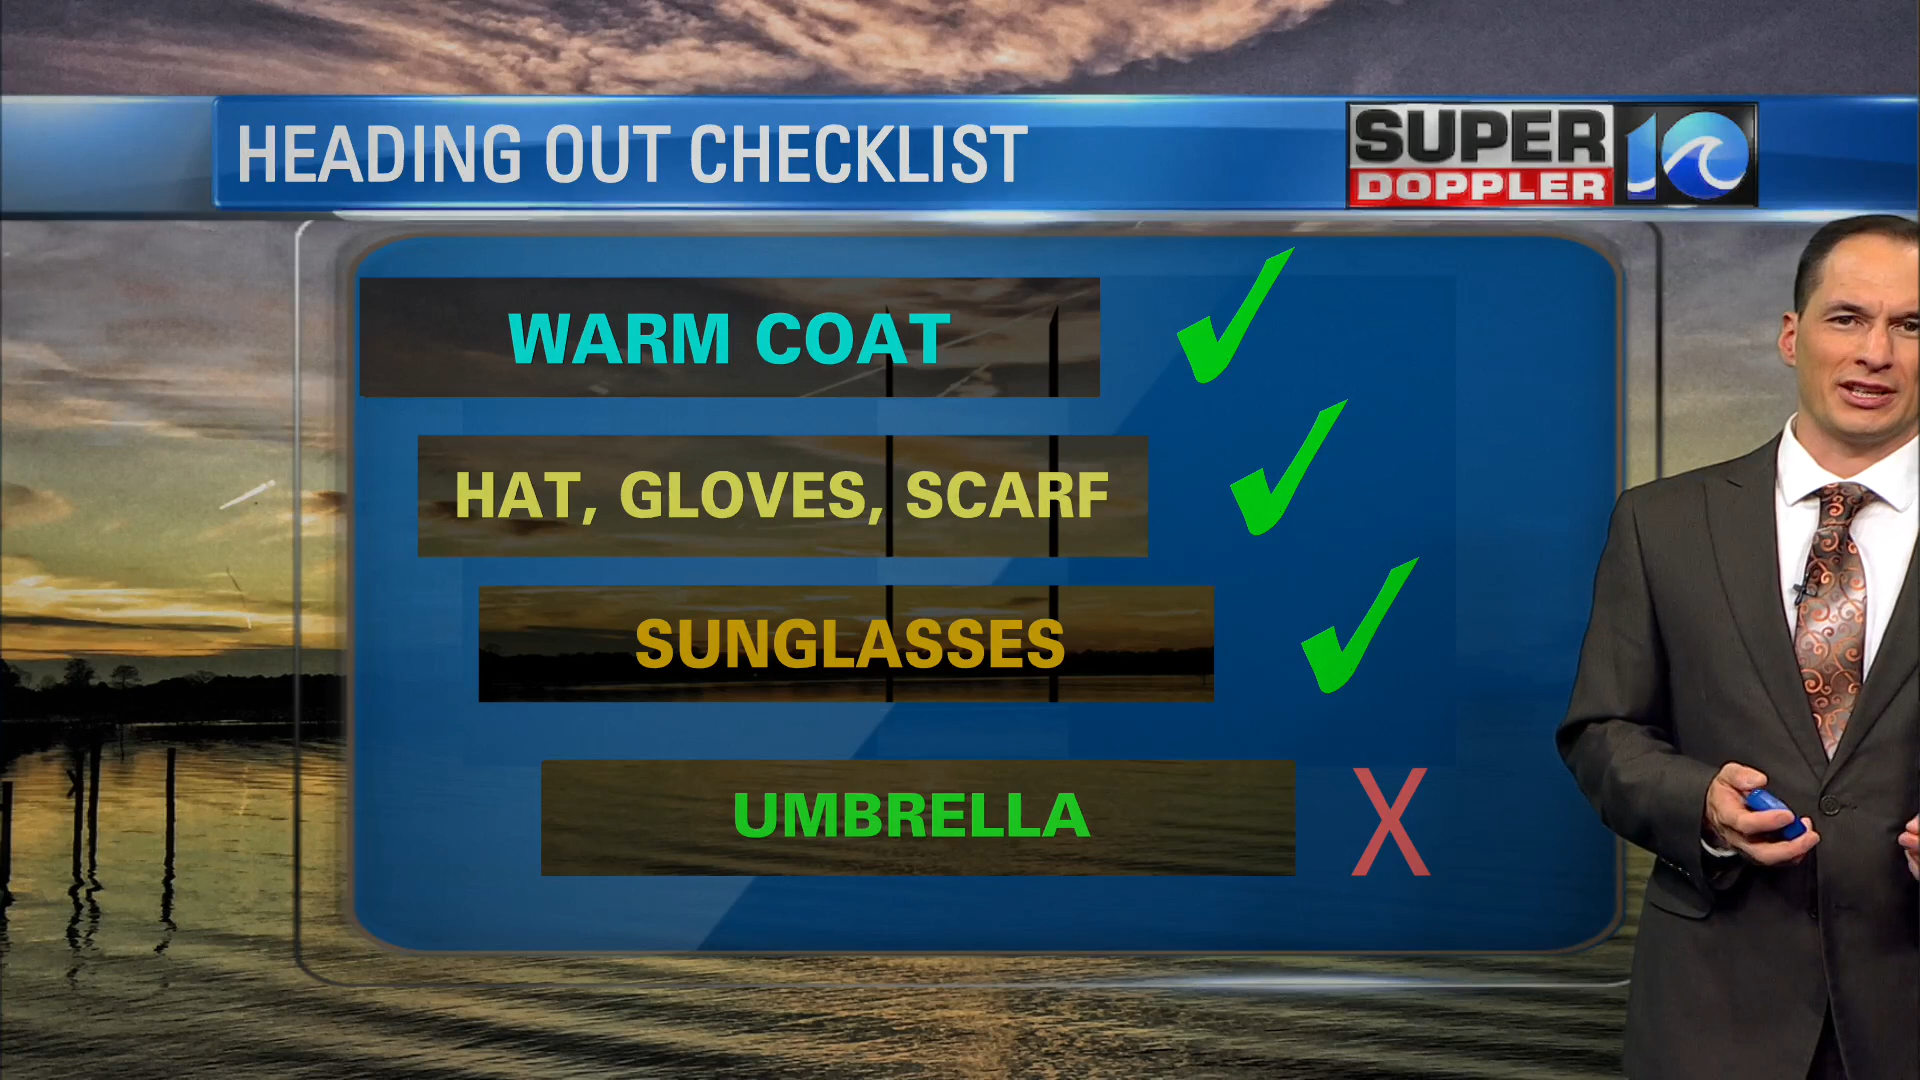 HEADING OUT CHECKLIST
SUPER
DOPPLER
10
WARM COAT
HAT, GLOVES, SCARF
SUNGLASSES
UMBRELLA
X